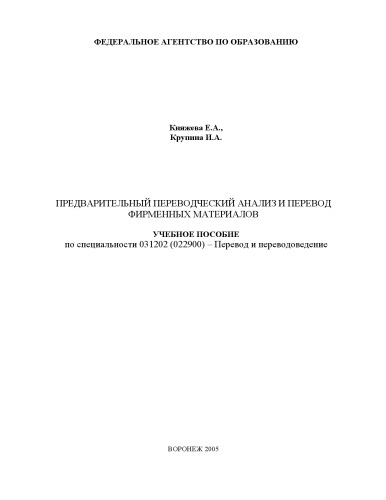 ФЕДЕРАЛЬНОЕ АГЕНТСТВО ПО ОБРАЗОВАНИЮ
Княжева Е.А.,
Крупина И.А.
ПРЕДВАРИТЕЛЬНЫЙ ПЕРЕВОДЧЕСКИЙ АНАЛИЗ И ПЕРЕВОД
ФИРМЕННЫХ МАТЕРИАЛОВ
УЧЕБНОЕ ПОСОБИЕ
по специальности 031202 (022900) – Перевод и переводоведение
ВОРОНЕЖ 2005